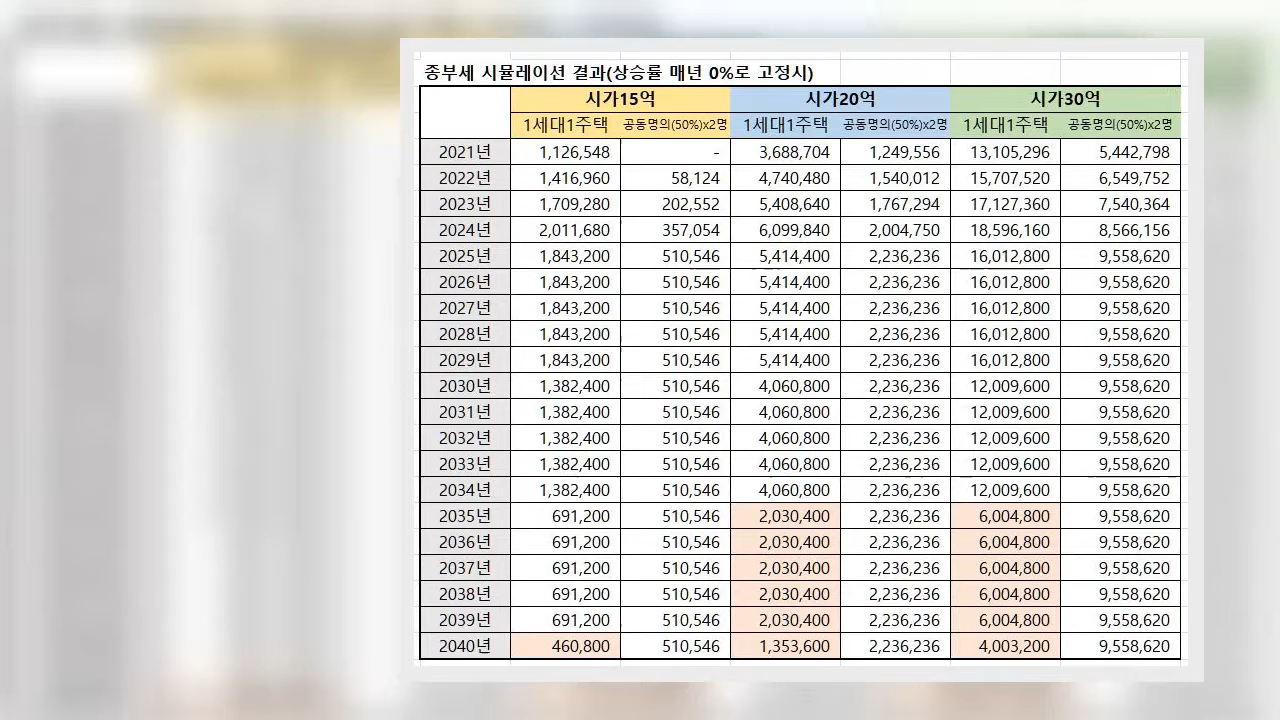 종부세 시뮬레이션 결과(상승률 매년 0%로 고정시)
시가15억 시가20억 시가30억
1세대1주택 공동명의(50%)x2명 1세대1주택 공동명의(50%)x2명 1세대1주택 공동명의(50%)x2명
2021년 1,126,548 - 3,688,704 1,249,556 13,105,296 5,442,798
2022년 1,416,960 58,124 4,740,480 1,540,012 15,707,520 6,549,752
2023년 1,709,280 202,552 5,408,640 1,767,294 17,127,360 7,540,364
2024년 2,011,680 357,054 6,099,840 2,004,750 18,596,160 8,566,156
2025년 1,843,200 510,546 5,414,400 2,236,236 16,012,800 9,558,620
2026년 1,843,200 510,546 5,414,400 2,236,236 16,012,800 9,558,620
2027년 1,843,200 510,546 5,414,400 2,236,236 16,012,800 9,558,620
2028년 1,843,200 510,546 5,414,400 2,236,236 16,012,800 9,558,620
2029년 1,843,200 510,546 5,414,400 2,236,236 16,012,800 9,558,620
2030년 1,382,400 510,546 4,060,800 2,236,236 12,009,600 9,558,620
2031년 1,382,400 510,546 4,060,800 2,236,236 12,009,600 9,558,620
2032년 1,382,400 510,546 4,060,800 2,236,236 12,009,600 9,558,620
2033년 1,382,400 510,546 4,060,800 2,236,236 12,009,600 9,558,620
2034년 1,382,400 510,546 4,060,800 2,236,236 12,009,600 9,558,620
2035년 691,200 510,546 2,030,400 2,236,236 6,004,800 9,558,620
2036년 691,200 510,546 2,030,400 2,236,236 6,004,800 9,558,620
2037년 691,200 510,546 2,030,400 2,236,236 6,004,800 9,558,620
2038년 691,200 510,546 2,030,400 2,236,236 6,004,800 9,558,620
2039년 691,200 510,546 2,030,400 2,236,236 6,004,800 9,558,620
2040년 460,800 510,546 1,353,600 2,236,236 4,003,200 9,558,620